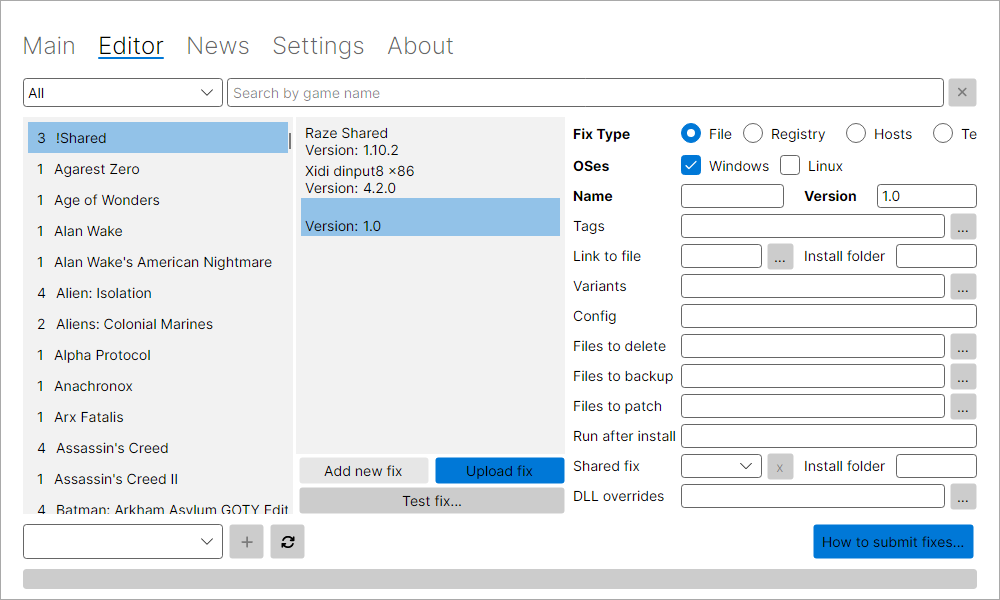 Main Editor News Settings About
All
Search by game name
3 !Shared
1 Agarest Zero
1 Age of Wonders
1 Alan Wake
1 Alan Wake's American Nightmare
4 Alien: Isolation
2 Aliens: Colonial Marines
1 Alpha Protocol
1 Anachronox
1 Arx Fatalis
4 Assassin's Creed
1 Assassin's Creed II
4 Batman: Arkham Asylum GOTY Edit
Raze Shared
Version: 1.10.2
Xidi dinput8 ×86
Version: 4.2.0
Version: 1.0
Add new fix Upload fix
Test fix...
Fix Type File Registry Hosts Te
OSes Windows Linux
Name Version 1.0
Tags ...
Link to file ... Install folder
Variants ...
Config
Files to delete ...
Files to backup ...
Files to patch ...
Run after install
Shared fix x Install folder
DLL overrides ...
+
How to submit fixes...